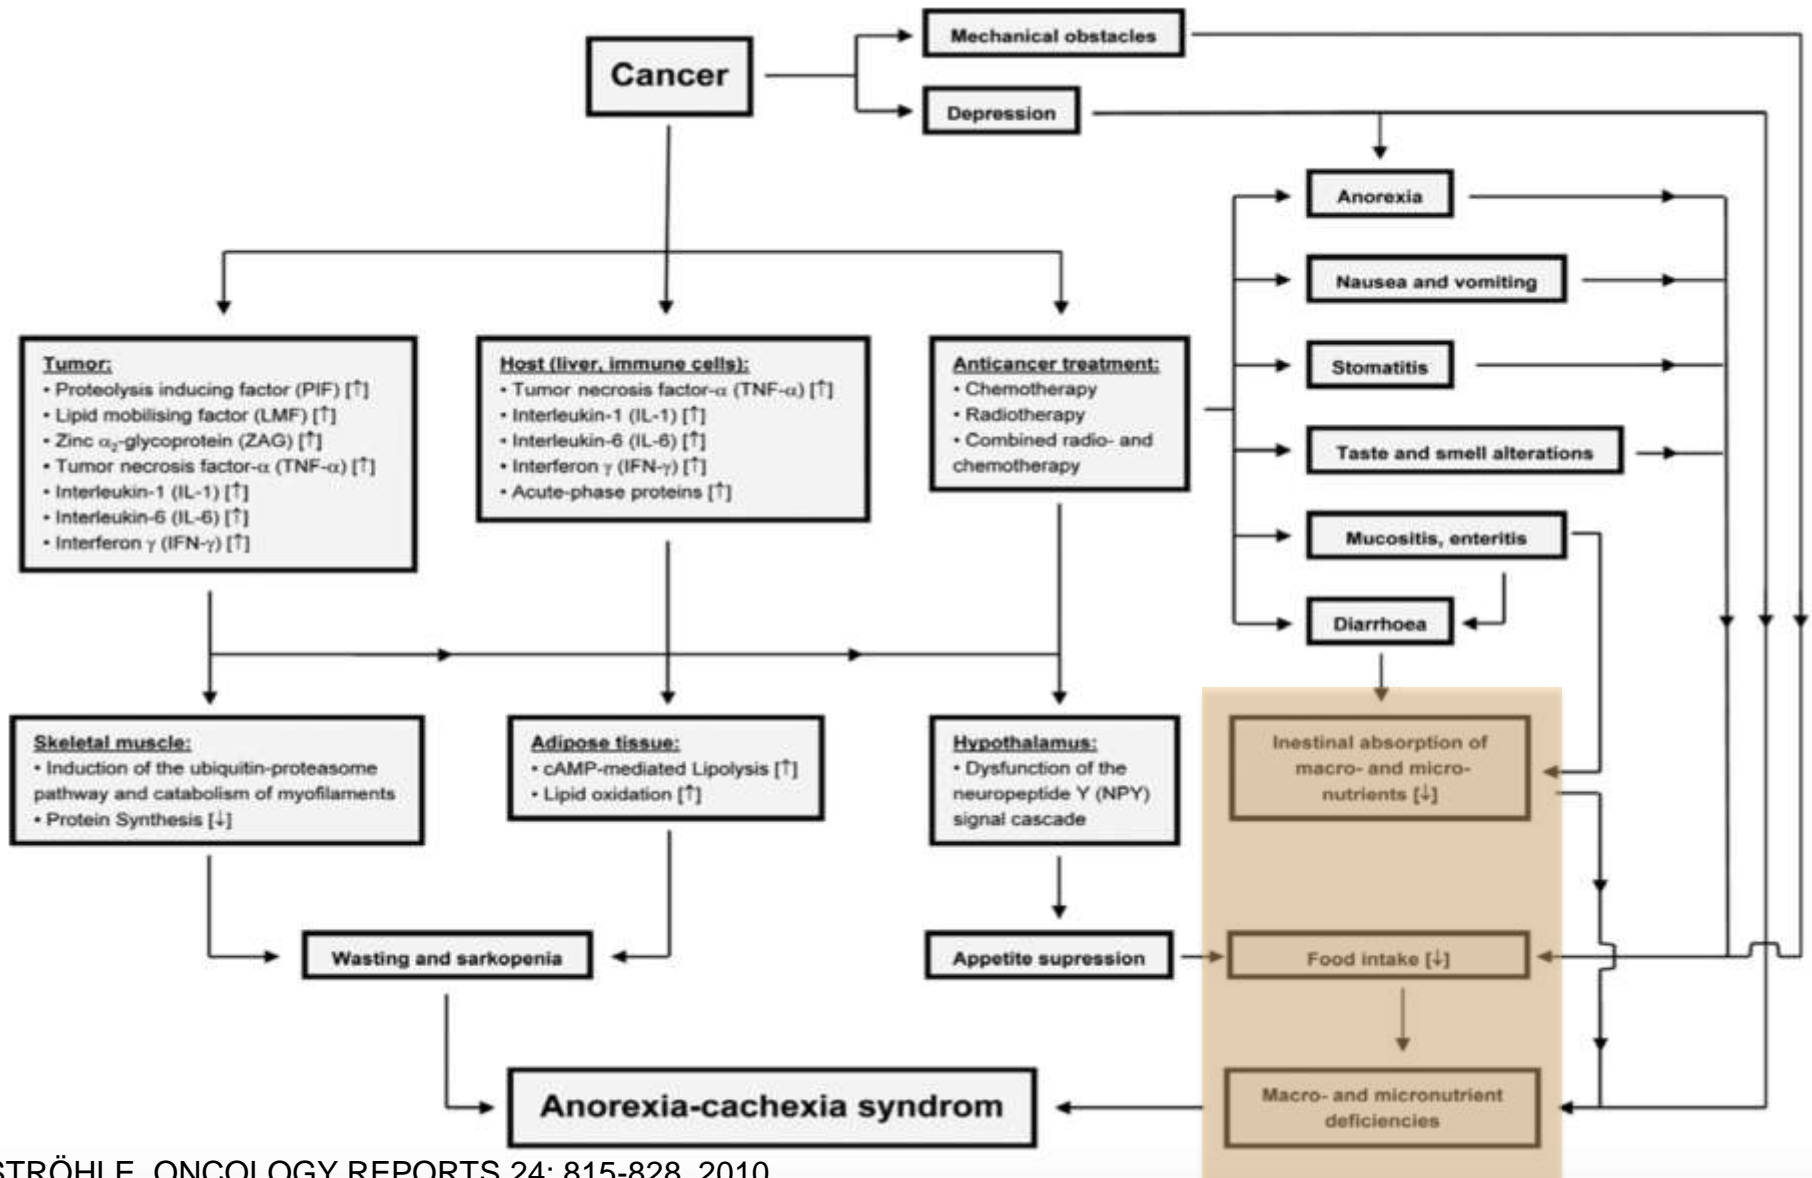 Cancer
Mechanical obstacles
Depression
Anorexia
Nausea and vomiting
Stomatitis
Taste and smell alterations
Mucositis, enteritis
Diarrhoea
Tumor:
• Proteolysis inducing factor (PIF) [↑]
• Lipid mobilising factor (LMF) [↑]
• Zinc α₂-glycoprotein (ZAG) [↑]
• Tumor necrosis factor-α (TNF-α) [↑]
• Interleukin-1 (IL-1) [↑]
• Interleukin-6 (IL-6) [↑]
• Interferon γ (IFN-γ) [↑]
Host (liver, immune cells):
• Tumor necrosis factor-α (TNF-α) [↑]
• Interleukin-1 (IL-1) [↑]
• Interleukin-6 (IL-6) [↑]
• Interferon γ (IFN-γ) [↑]
• Acute-phase proteins [↑]
Anticancer treatment:
• Chemotherapy
• Radiotherapy
• Combined radio- and
chemotherapy
Skeletal muscle:
• Induction of the ubiquitin-proteasome
pathway and catabolism of myofilaments
• Protein Synthesis [↓]
Adipose tissue:
• cAMP-mediated Lipolysis [↑]
• Lipid oxidation [↑]
Hypothalamus:
• Dysfunction of the
neuropeptide Y (NPY)
signal cascade
Inestinal absorption of
macro- and micro-
nutrients [↓]
Wasting and sarkopenia
Appetite supression
Food intake [↓]
Anorexia-cachexia syndrom
Macro- and micronutrient
deficiencies
STRÖHLE, ONCOLOGY REPORTS 24: 815-828, 2010